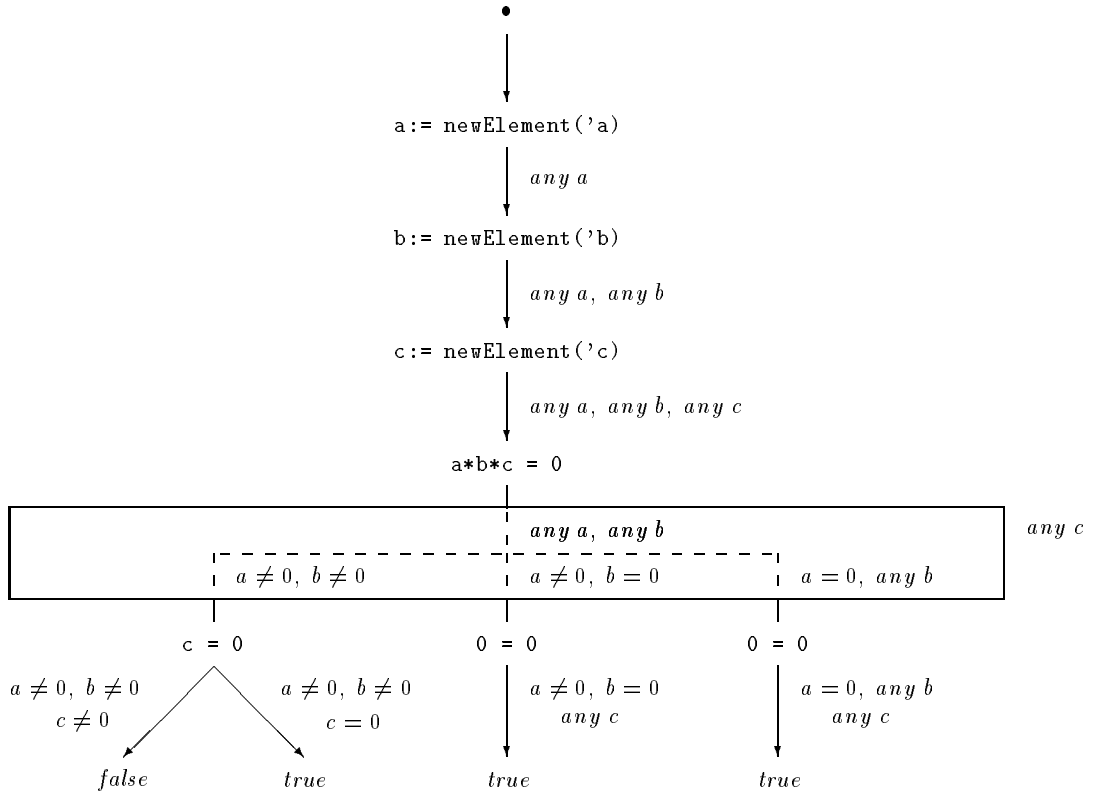 a:= newElement('a)
any a
b:= newElement('b)
any a, any b
c:= newElement('c)
any a, any b, any c
a*b*c = 0
any a, any b
any c
a ≠ 0, b ≠ 0
a ≠ 0, b = 0
a = 0, any b
c = 0
0 = 0
0 = 0
a ≠ 0, b ≠ 0
c ≠ 0
a ≠ 0, b ≠ 0
c = 0
a ≠ 0, b = 0
any c
a = 0, any b
any c
false
true
true
true